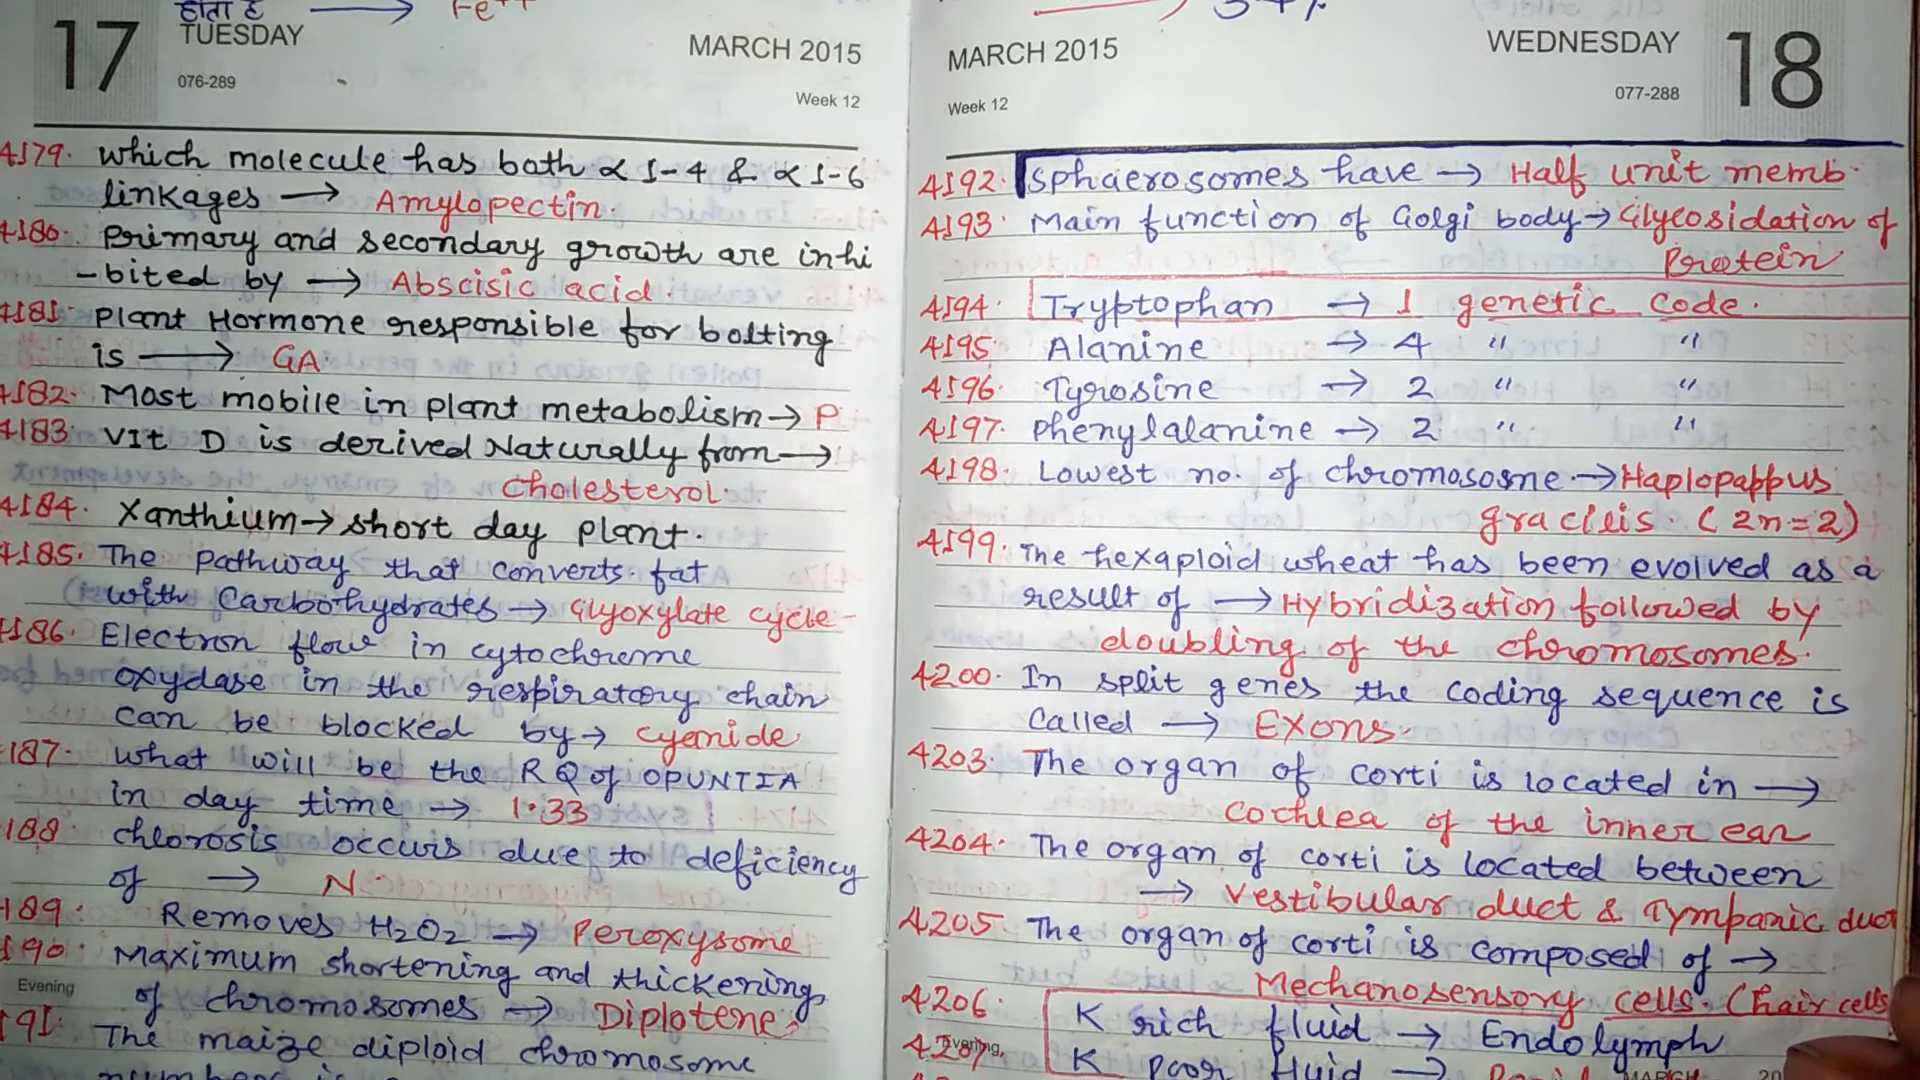 होता है → Fe++
17
TUESDAY
076-289
MARCH 2015
Week 12
4179. which molecule has both α 1-4 & α 1-6
linkages → Amylopectin.
4180. Primary and secondary growth are inhi
-bited by → Abscisic acid.
4181. Plant Hormone responsible for bolting
is → GA.
4182. Most mobile in plant metabolism → P
4183. Vit D is derived Naturally from →
Cholesterol.
4184. Xanthium → short day plant.
4185. The pathway that converts fat
with Carbohydrates → Glyoxylate cycle
4186. Electron flow in cytochrome
oxydase in the respiratory chain
can be blocked by → cyanide
187. what will be the RQ of OPUNTIA
in day time → 1.33
188 chlorosis occurs due to deficiency
of → N.
189. Removes H2O2 → Peroxysome
190. Maximum shortening and thickening
Evening
of chromosomes → Diplotene
191. The maize diploid chromosome
MARCH 2015
Week 12
WEDNESDAY
077-288
18
4192. Sphaerosomes have → Half unit memb.
4193. Main function of Golgi body → Glycosidation of
Protein
4194. Tryptophan → 1 genetic code.
4195. Alanine → 4 " "
4196. Tyrosine → 2 " "
4197. Phenylalanine → 2 " "
4198. Lowest no. of chromosome → Haplopappus
gracilis. (2n=2)
4199. The hexaploid wheat has been evolved as a
result of → Hybridization followed by
doubling of the chromosomes.
4200. In split genes the coding sequence is
called → Exons.
4203. The organ of corti is located in →
Cochlea of the inner ear
4204. The organ of corti is located between
→ Vestibular duct & Tympanic duct
4205 The organ of corti is composed of →
Mechanosensory cells. (hair cells
4206. K rich fluid → Endolymph
4207. K poor fluid →
Evening